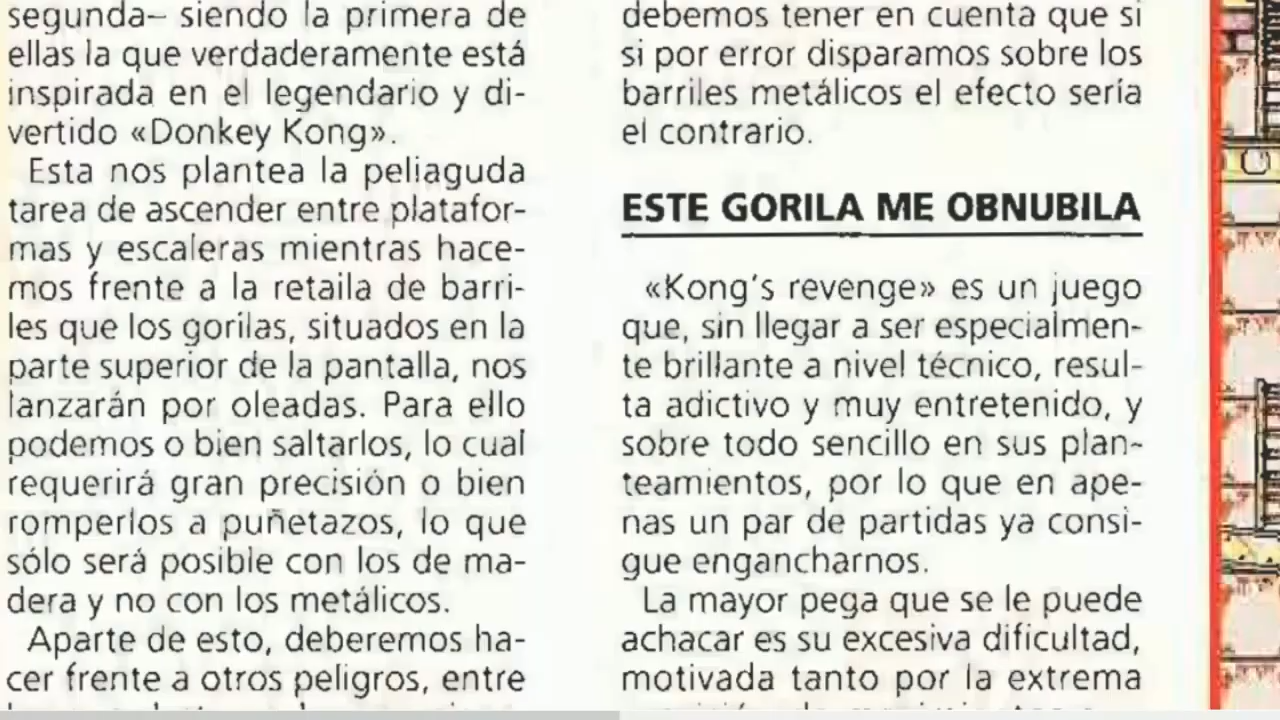 segunda– siendo la primera de
ellas la que verdaderamente está
inspirada en el legendario y di-
vertido «Donkey Kong».
Esta nos plantea la peliaguda
tarea de ascender entre platafor-
mas y escaleras mientras hace-
mos frente a la retaila de barri-
les que los gorilas, situados en la
parte superior de la pantalla, nos
lanzarán por oleadas. Para ello
podemos o bien saltarlos, lo cual
requerirá gran precisión o bien
romperlos a puñetazos, lo que
sólo será posible con los de ma-
dera y no con los metálicos.
Aparte de esto, deberemos ha-
cer frente a otros peligros, entre
debemos tener en cuenta que si
si por error disparamos sobre los
barriles metálicos el efecto sería
el contrario.
ESTE GORILA ME OBNUBILA
«Kong's revenge» es un juego
que, sin llegar a ser especialmen-
te brillante a nivel técnico, resul-
ta adictivo y muy entretenido, y
sobre todo sencillo en sus plan-
teamientos, por lo que en ape-
nas un par de partidas ya consi-
gue engancharnos.
La mayor pega que se le puede
achacar es su excesiva dificultad,
motivada tanto por la extrema